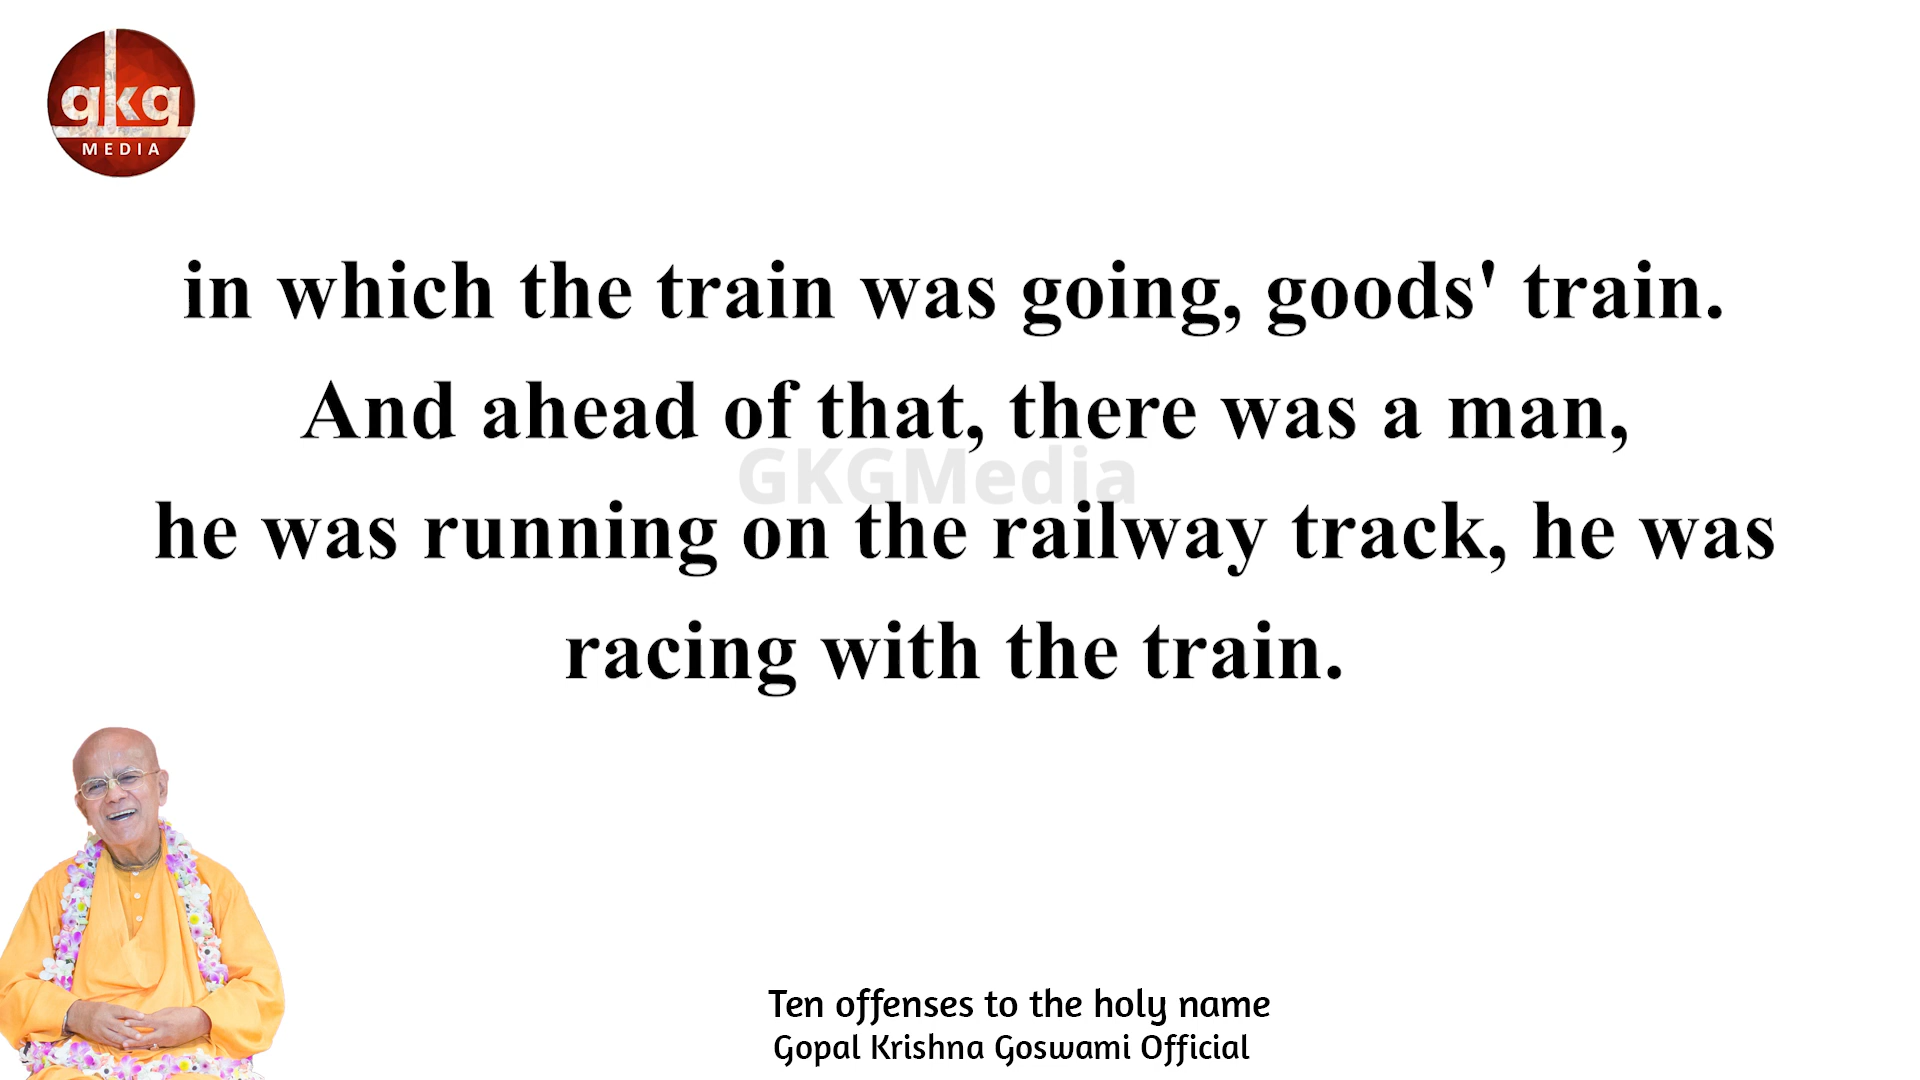 gkg
MEDIA
in which the train was going, goods' train.
And ahead of that, there was a man,
GKGMedia
he was running on the railway track, he was
racing with the train.
Ten offenses to the holy name
Gopal Krishna Goswami Official